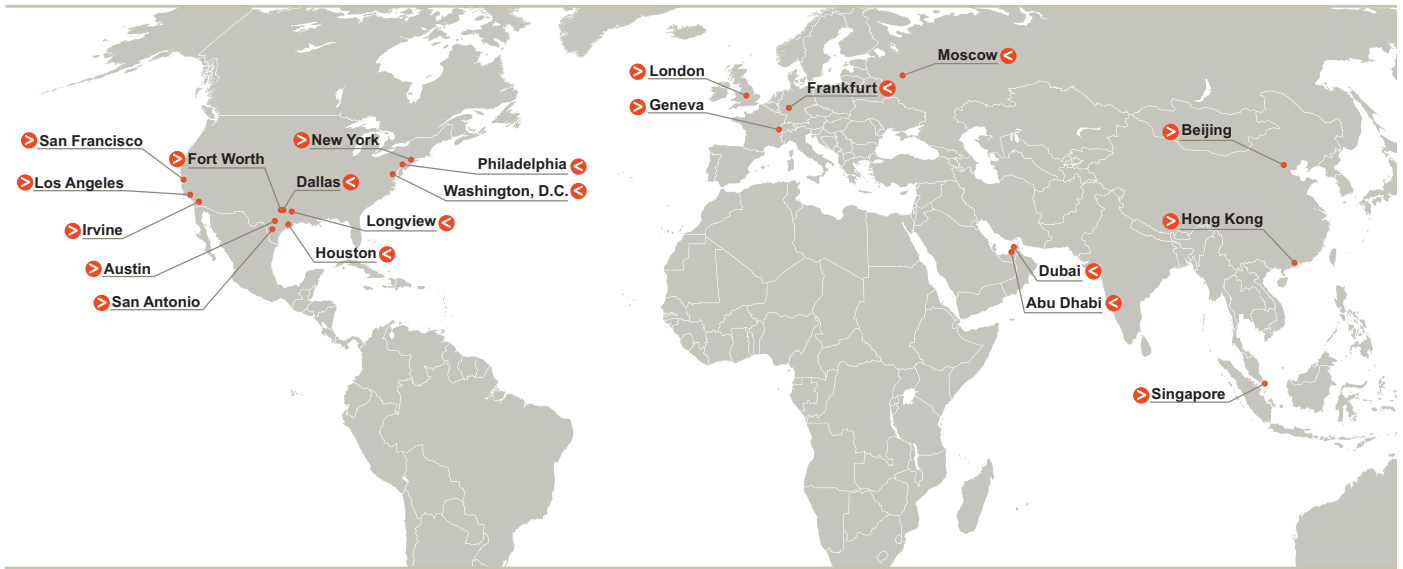 Moscow
London
Frankfurt
Geneva
Beijing
San Francisco
New York
Fort Worth
Philadelphia
Los Angeles
Dallas
Washington, D.C.
Longview
Hong Kong
Irvine
Houston
Austin
Dubai
San Antonio
Abu Dhabi
Singapore